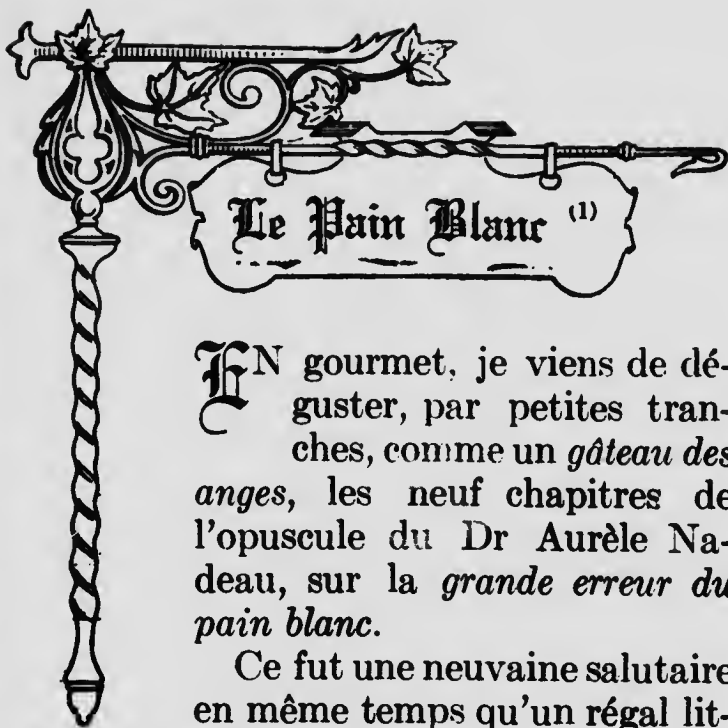 Le Pain Blanc (1)
EN gourmet, je viens de dé-
guster, par petites tran-
ches, comme un gâteau des
anges, les neuf chapitres de
l'opuscule du Dr Aurèle Na-
deau, sur la grande erreur du
pain blanc.
Ce fut une neuvaine salutaire
en même temps qu'un régal lit-